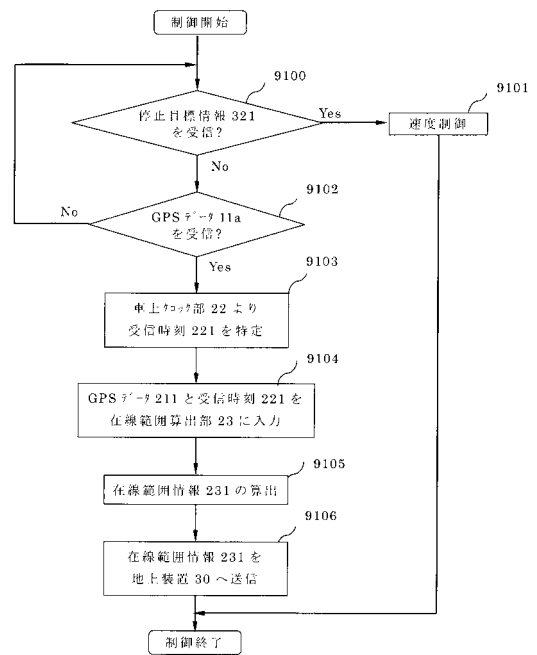 制御開始
9100
停止目標情報 321
を受信?
Yes
9101
速度制御
No
9102
GPSデータ 11a
を受信?
No
Yes
9103
車上クロック部 22 より
受信時刻 221 を特定
9104
GPSデータ 211 と受信時刻 221 を
在線範囲算出部 23 に入力
9105
在線範囲情報 231 の算出
9106
在線範囲情報 231 を
地上装置 30 へ送信
制御終了